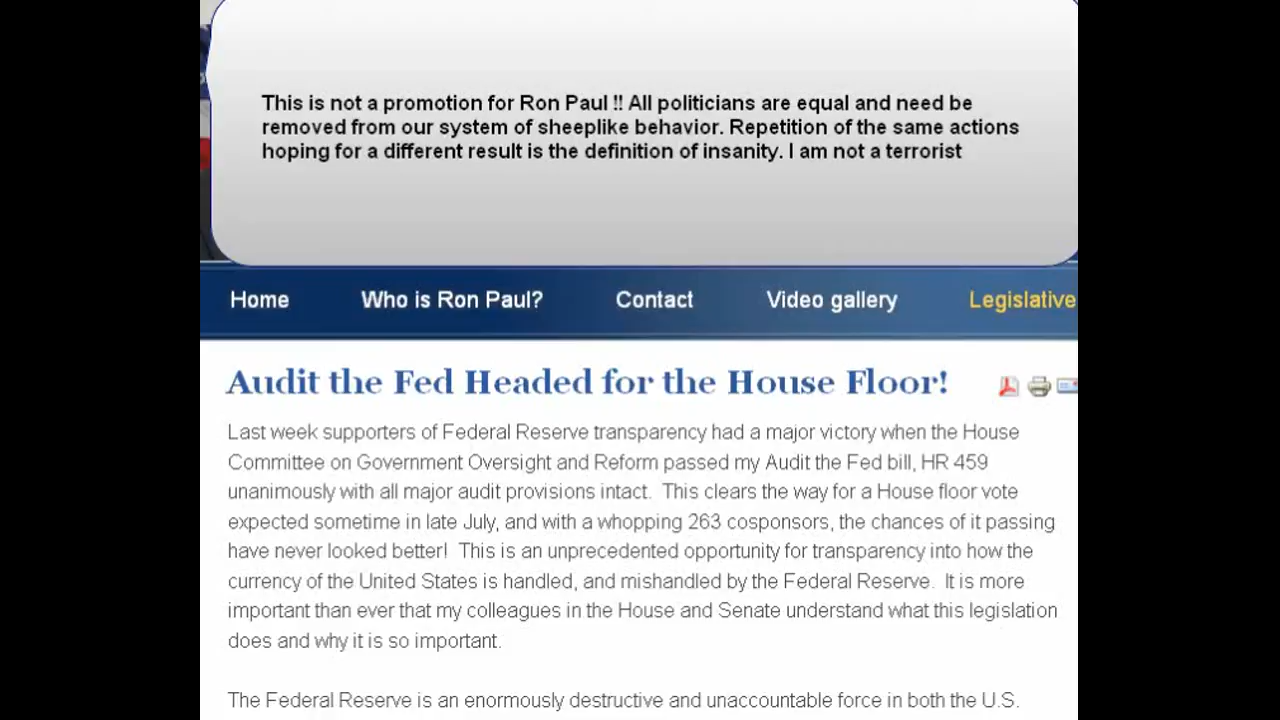 This is not a promotion for Ron Paul !! All politicians are equal and need be
removed from our system of sheeplike behavior. Repetition of the same actions
hoping for a different result is the definition of insanity. I am not a terrorist
Home Who is Ron Paul? Contact Video gallery Legislative
Audit the Fed Headed for the House Floor!
Last week supporters of Federal Reserve transparency had a major victory when the House
Committee on Government Oversight and Reform passed my Audit the Fed bill, HR 459
unanimously with all major audit provisions intact.  This clears the way for a House floor vote
expected sometime in late July, and with a whopping 263 cosponsors, the chances of it passing
have never looked better!  This is an unprecedented opportunity for transparency into how the
currency of the United States is handled, and mishandled by the Federal Reserve.  It is more
important than ever that my colleagues in the House and Senate understand what this legislation
does and why it is so important.
The Federal Reserve is an enormously destructive and unaccountable force in both the U.S.